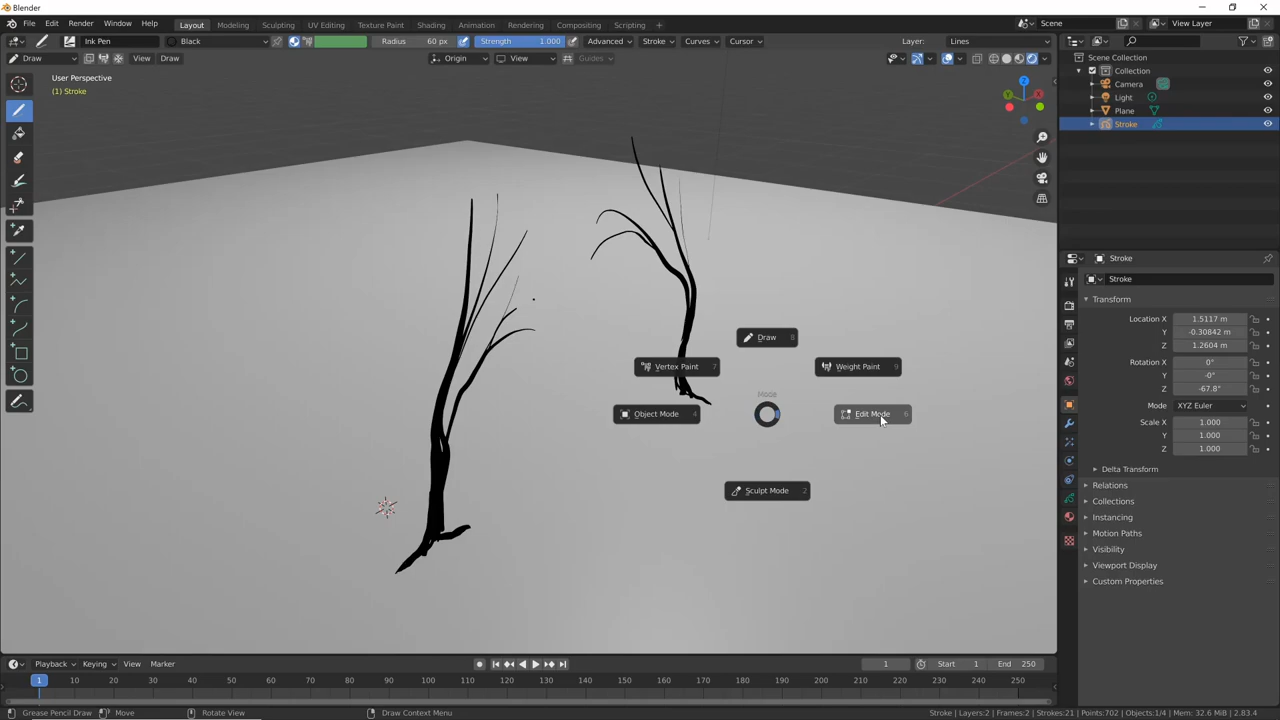 Blender
File Edit Render Window Help Layout Modeling Sculpting UV Editing Texture Paint Shading Animation Rendering Compositing Scripting + Scene View Layer
Ink Pen Black Radius 60 px Strength 1.000 Advanced Stroke Curves Cursor Layer: Lines
Draw View Draw Origin View Guides
User Perspective
(1) Stroke
Z
Y
X
Draw 8
Vertex Paint 7
Weight Paint 9
Mode
Object Mode 4
Edit Mode 6
Sculpt Mode 2
Scene Collection
Collection
Camera
Light
Plane
Stroke
Stroke
Stroke
Transform
Location X 1.5117 m
Y -0.30842 m
Z 1.2604 m
Rotation X 0°
Y -0°
Z -67.8°
Mode XYZ Euler
Scale X 1.000
Y 1.000
Z 1.000
Delta Transform
Relations
Collections
Instancing
Motion Paths
Visibility
Viewport Display
Custom Properties
Playback Keying View Marker 1 Start 1 End 250
1 10 20 30 40 50 60 70 80 90 100 110 120 130 140 150 160 170 180 190 200 210 220 230 240 250
Grease Pencil Draw Move Rotate View Draw Context Menu Stroke | Layers:2 | Frames:2 | Strokes:21 | Points:702 | Objects:1/4 | Mem: 32.6 MiB | 2.83.4